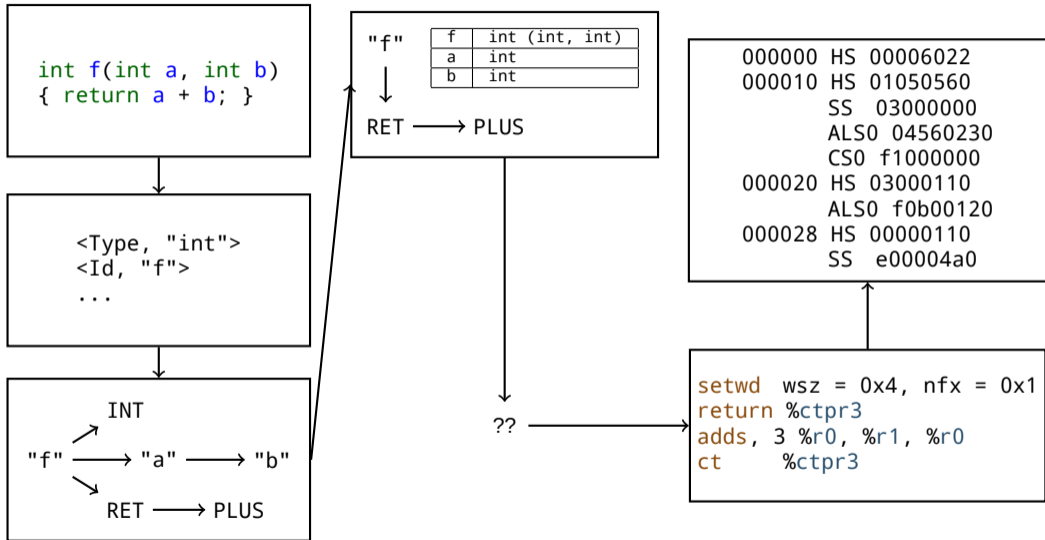 int f(int a, int b)
{ return a + b; }
<Type, "int">
<Id, "f">
...
INT
"f" "a" "b"
RET PLUS
"f"
f int (int, int)
a int
b int
RET PLUS
??
setwd wsz = 0x4, nfx = 0x1
return %ctpr3
adds, 3 %r0, %r1, %r0
ct %ctpr3
000000 HS 00006022
000010 HS 01050560
SS 03000000
ALS0 04560230
CS0 f1000000
000020 HS 03000110
ALS0 f0b00120
000028 HS 00000110
SS e00004a0